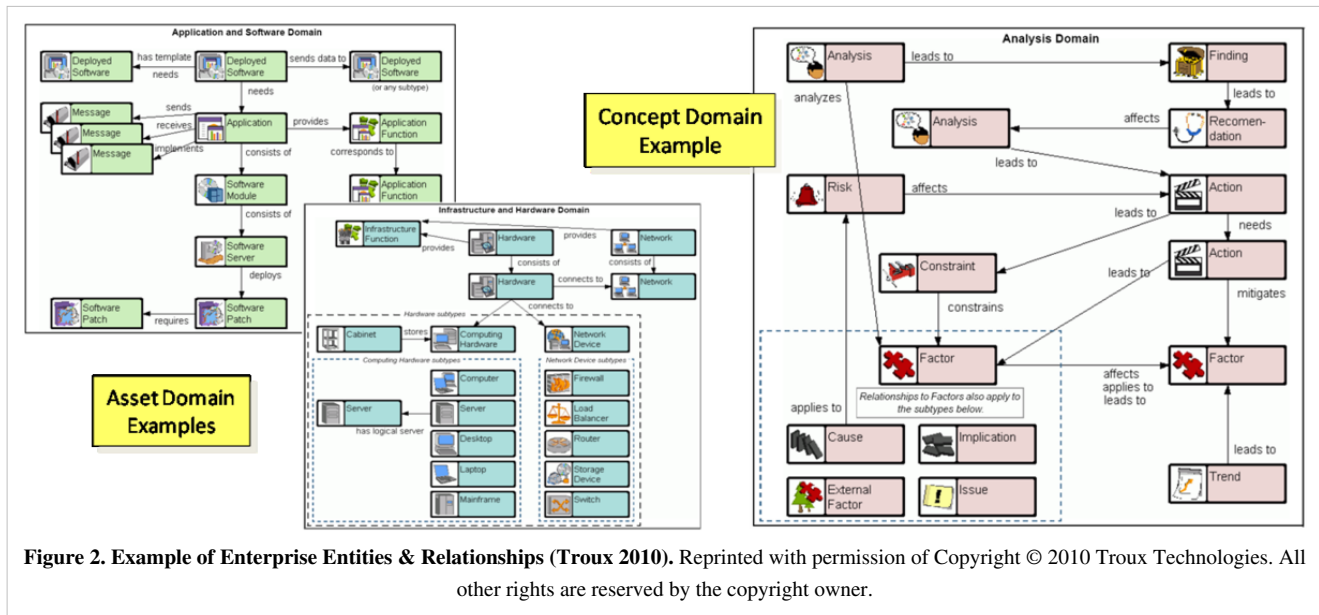 Application and Software Domain
Deployed Software
has template
needs
Deployed Software
sends data to
Deployed Software
(or any subtype)
needs
Message
Message
Message
sends
receives
implements
Application
provides
Application Function
consists of
corresponds to
Software Module
Application Function
consists of
Software Server
deploys
Software Patch
requires
Software Patch
Asset Domain
Examples
Infrastructure and Hardware Domain
Infrastructure Function
provides
Hardware
provides
Network
consists of
consists of
Hardware
connects to
Network
connects to
Hardware subtypes
Cabinet
stores
Computing Hardware
Network Device
Computing Hardware subtypes
Network Device subtypes
Computer
Firewall
Server
has logical server
Server
Load Balancer
Desktop
Router
Laptop
Storage Device
Mainframe
Switch
Concept Domain
Example
Analysis Domain
Analysis
leads to
Finding
analyzes
leads to
Analysis
affects
Recomen-
dation
leads to
Risk
affects
Action
leads to
needs
Constraint
leads to
Action
constrains
mitigates
Factor
affects
applies to
leads to
Factor
Relationships to Factors also apply to
the subtypes below.
applies to
Cause
Implication
leads to
External Factor
Issue
Trend
Figure 2. Example of Enterprise Entities & Relationships (Troux 2010). Reprinted with permission of Copyright © 2010 Troux Technologies. All
other rights are reserved by the copyright owner.